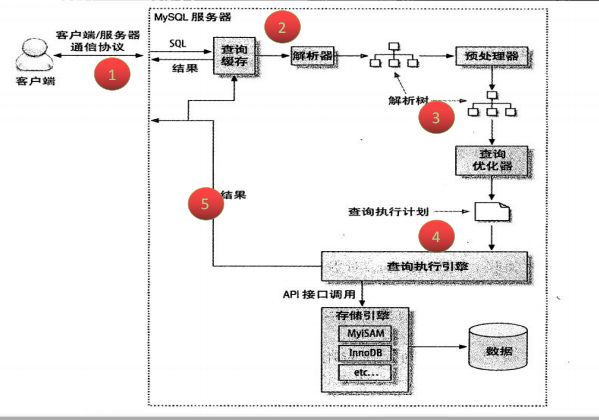 MySQL 服务器
2
客户端/服务器
通信协议
SQL
结果
查询
缓存
解析器
预处理器
1
客户端
解析树
3
查询
优化器
5
结果
查询执行计划
4
查询执行引擎
API 接口调用
存储引擎
MyISAM
InnoDB
etc...
数据